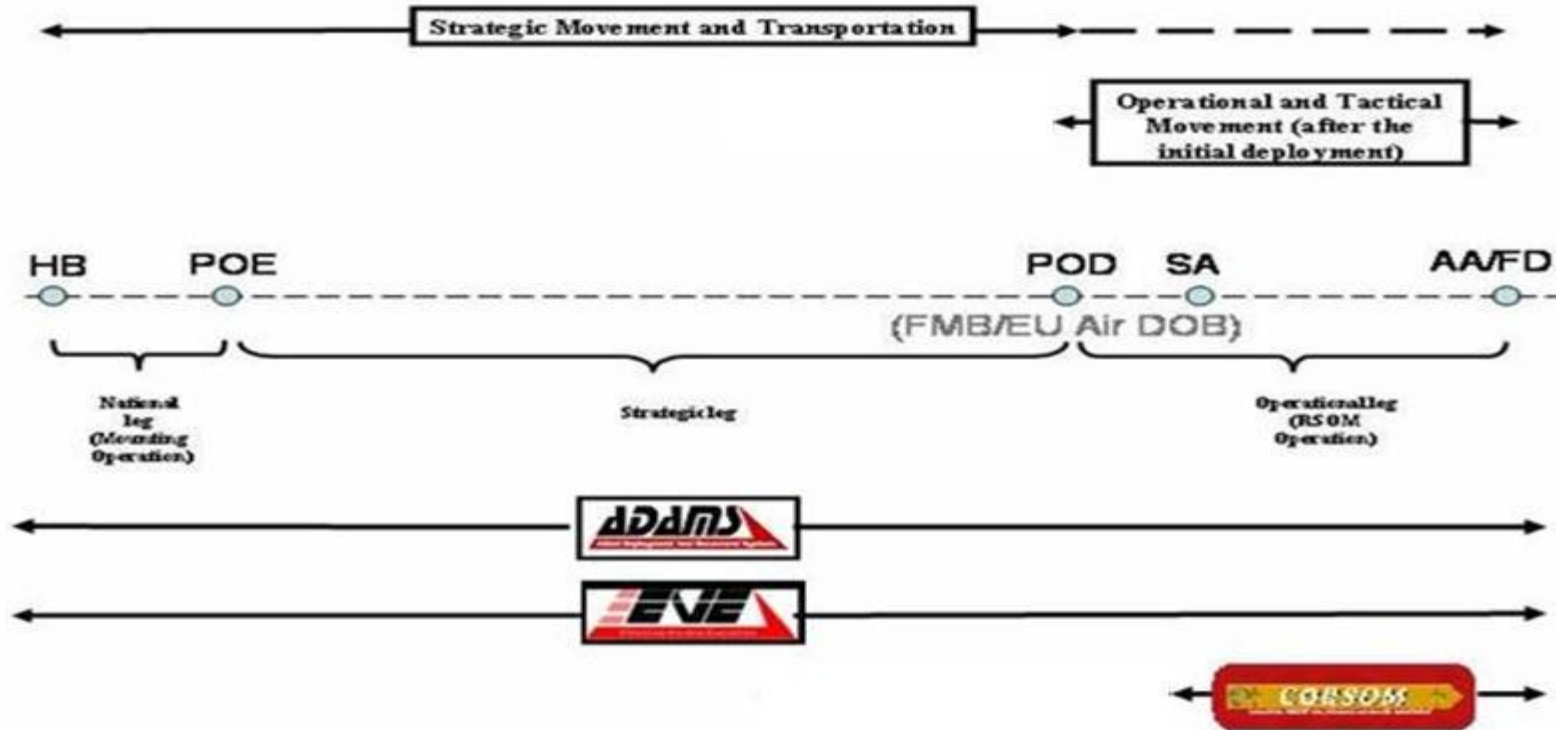 Strategic Movement and Transportation
Operational and Tactical
Movement (after the
initial deployment)
HB
POE
POD
SA
AA/FD
(FMB/EU Air DOB)
National
leg
(Mounting
Operation)
Strategic leg
Operational leg
(RSOM
Operation)
ADAMS
EVE
CORSOM